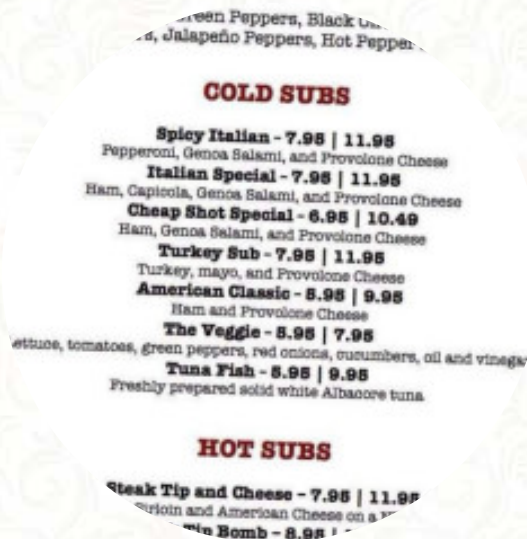 Peppers, Black
Jalapeño Peppers, Hot
COLD SUBS
Spicy Italian - 7.95 | 11.95
Pepperoni, Genoa Salami, and Provolone Cheese
Italian Special - 7.95 | 11.95
Ham, Capicola, Genoa Salami, and Provolone Cheese
Cheap Shot Special - 6.95 | 10.49
Ham, Genoa Salami, and Provolone Cheese
Turkey Sub - 7.95 | 11.95
Turkey, mayo, and Provolone Cheese
American Classic - 5.95 | 9.95
Ham and Provolone Cheese
The Veggie - 5.95 | 7.95
tomatoes, green peppers, red onions, cucumbers, oil and
Tuna Fish - 5.95 | 9.95
Freshly prepared solid white Albacore tuna
HOT SUBS
Steak Tip and Cheese - 7.95 | 11.95
and American Cheese on a
Tip Bomb - 8.95 |